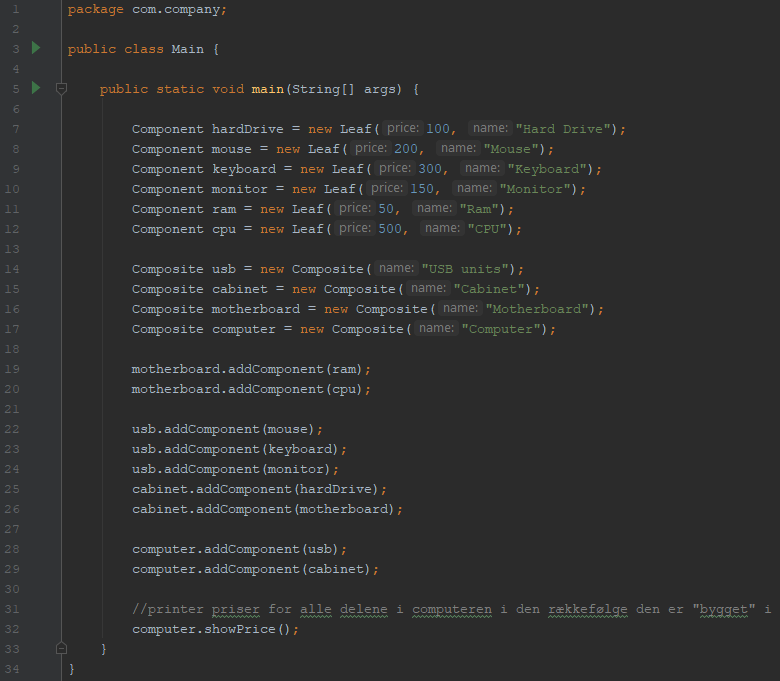 1 package com.company;
2
3 public class Main {
4
5 public static void main(String[] args) {
6
7 Component hardDrive = new Leaf( price: 100, name: "Hard Drive");
8 Component mouse = new Leaf( price: 200, name: "Mouse");
9 Component keyboard = new Leaf( price: 300, name: "Keyboard");
10 Component monitor = new Leaf( price: 150, name: "Monitor");
11 Component ram = new Leaf( price: 50, name: "Ram");
12 Component cpu = new Leaf( price: 500, name: "CPU");
13
14 Composite usb = new Composite( name: "USB units");
15 Composite cabinet = new Composite( name: "Cabinet");
16 Composite motherboard = new Composite( name: "Motherboard");
17 Composite computer = new Composite( name: "Computer");
18
19 motherboard.addComponent(ram);
20 motherboard.addComponent(cpu);
21
22 usb.addComponent(mouse);
23 usb.addComponent(keyboard);
24 usb.addComponent(monitor);
25 cabinet.addComponent(hardDrive);
26 cabinet.addComponent(motherboard);
27
28 computer.addComponent(usb);
29 computer.addComponent(cabinet);
30
31 //printer priser for alle delene i computeren i den rækkefølge den er "bygget" i
32 computer.showPrice();
33 }
34 }